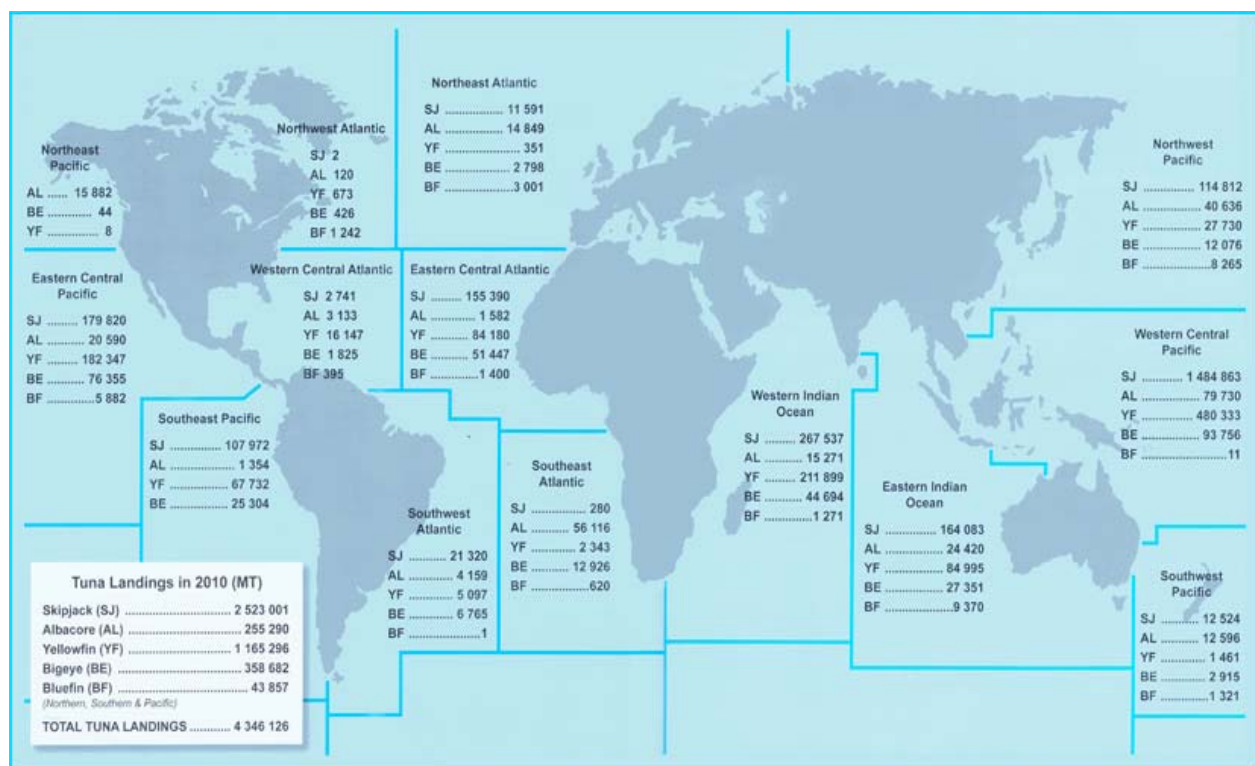 Northeast Atlantic
SJ .................. 11 591
AL .................. 14 849
YF ....................... 351
BE .................... 2 798
BF ....................3 001
Northwest Atlantic
SJ 2
AL 120
YF 673
BE 426
BF 1 242
Northeast
Pacific
AL ...... 15 882
BE ............. 44
YF ............... 8
Northwest
Pacific
SJ ............... 114 812
AL ................. 40 636
YF ................. 27 730
BE ................. 12 076
BF ...................8 265
Eastern Central
Pacific
SJ ......... 179 820
AL ........... 20 590
YF ......... 182 347
BE ........... 76 355
BF .............5 882
Western Central Atlantic
SJ 2 741
AL 3 133
YF 16 147
BE 1 825
BF 395
Eastern Central Atlantic
SJ ......... 155 390
AL .............. 1 582
YF ............ 84 180
BE ............ 51 447
BF ..............1 400
Western Central
Pacific
SJ ............ 1 484 863
AL ................. 79 730
YF ............... 480 333
BE ................. 93 756
BF ......................... 11
Southeast Pacific
SJ ............... 107 972
AL ................... 1 354
YF ................. 67 732
BE ................. 25 304
Western Indian
Ocean
SJ ......... 267 537
AL ........... 15 271
YF ......... 211 899
BE ........... 44 694
BF .............1 271
Southeast
Atlantic
SJ ................ 280
AL ........... 56 116
YF ............. 2 343
BE ........... 12 926
BF ................620
Eastern Indian
Ocean
SJ ............ 164 083
AL .............. 24 420
YF .............. 84 995
BE .............. 27 351
BF ................9 370
Southwest
Atlantic
SJ ........... 21 320
AL ............. 4 159
YF ............. 5 097
BE ............. 6 765
BF ....................1
Southwest
Pacific
SJ ........... 12 524
AL ........... 12 596
YF ............. 1 461
BE ............. 2 915
BF ............. 1 321
Tuna Landings in 2010 (MT)
Skipjack (SJ) .............................. 2 523 001
Albacore (AL) ................................ 255 290
Yellowfin (YF) ............................ 1 165 296
Bigeye (BE) ................................... 358 682
Bluefin (BF) ..................................... 43 857
(Northern, Southern & Pacific)
TOTAL TUNA LANDINGS ............ 4 346 126